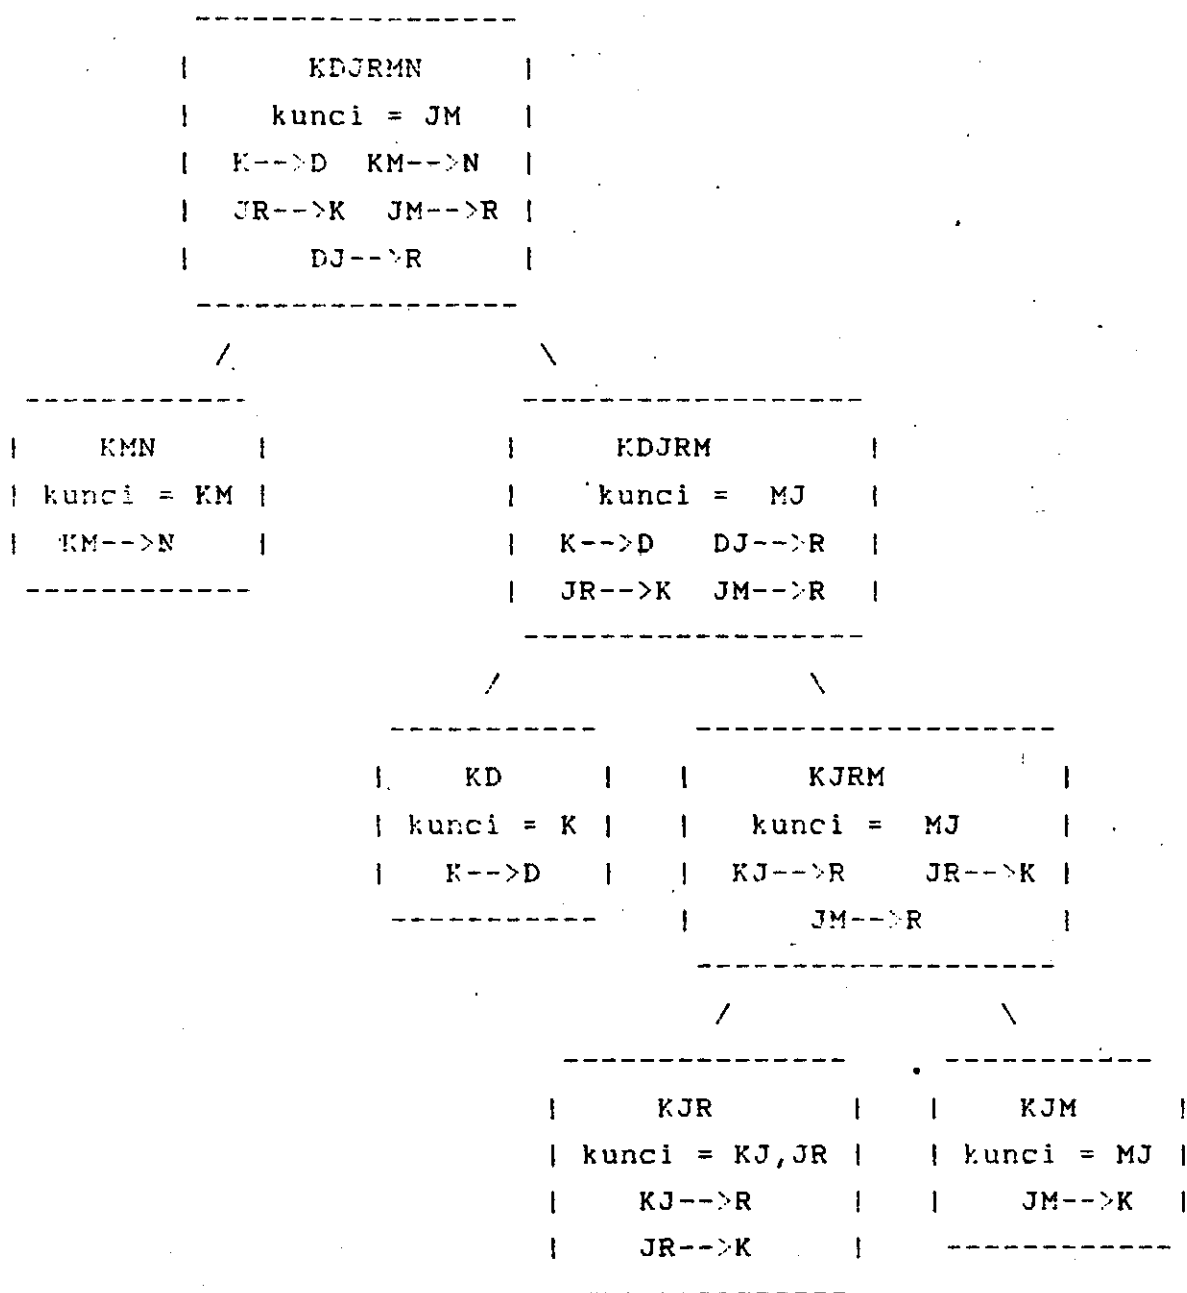 KDJRMN
kunci = JM
K-->D KM-->N
JR-->K JM-->R
DJ-->R
KMN
kunci = KM
KM-->N
KDJRM
kunci = MJ
K-->D DJ-->R
JR-->K JM-->R
KD
kunci = K
K-->D
KJRM
kunci = MJ
KJ-->R JR-->K
JM-->R
KJR
kunci = KJ,JR
KJ-->R
JR-->K
KJM
kunci = MJ
JM-->K